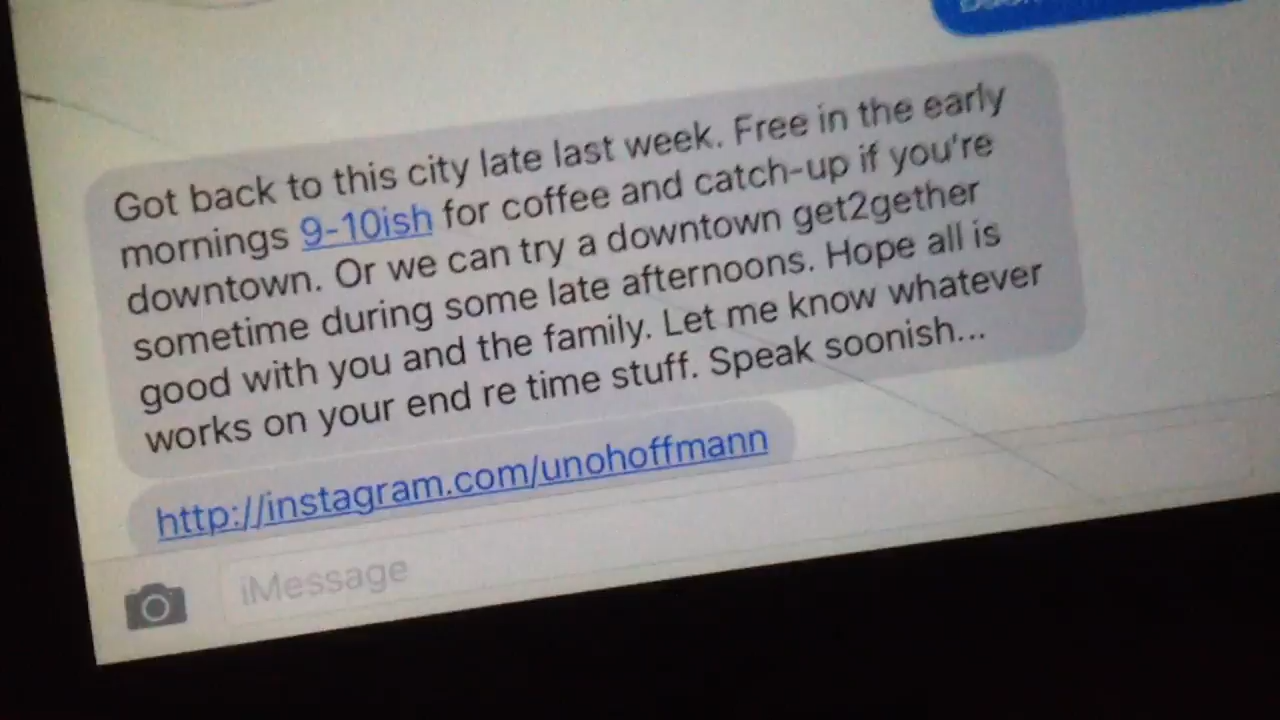 Got back to this city late last week. Free in the early
mornings 9-10ish for coffee and catch-up if you're
downtown. Or we can try a downtown get2gether
sometime during some late afternoons. Hope all is
good with you and the family. Let me know whatever
works on your end re time stuff. Speak soonish...
http://instagram.com/unohoffmann
iMessage